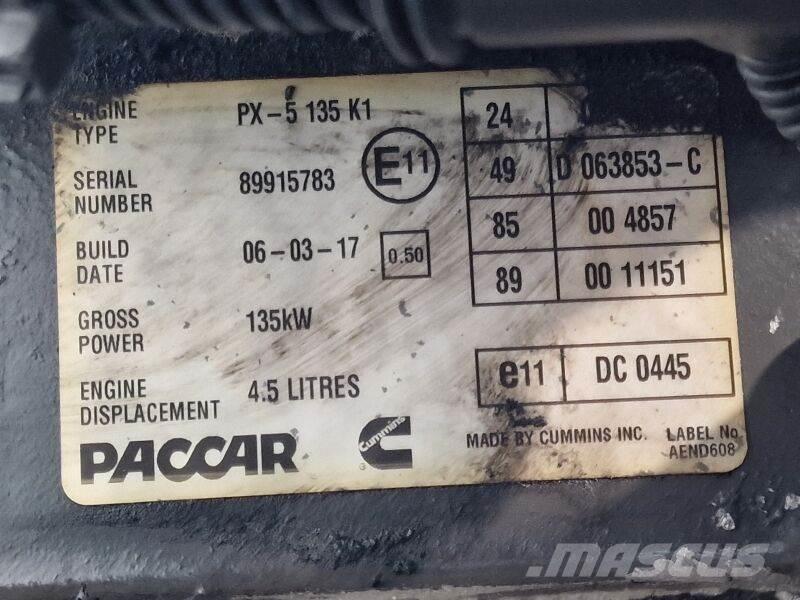 ENGINE TYPE PX-5 135 K1
SERIAL NUMBER 89915783 E11
BUILD DATE 06-03-17 0.50
GROSS POWER 135kW
ENGINE DISPLACEMENT 4.5 LITRES
PACCAR Cummins
24
49 D 063853-C
85 00 4857
89 00 11151
e11 DC 0445
MADE BY CUMMINS INC. LABEL No AEND608
MASCUS